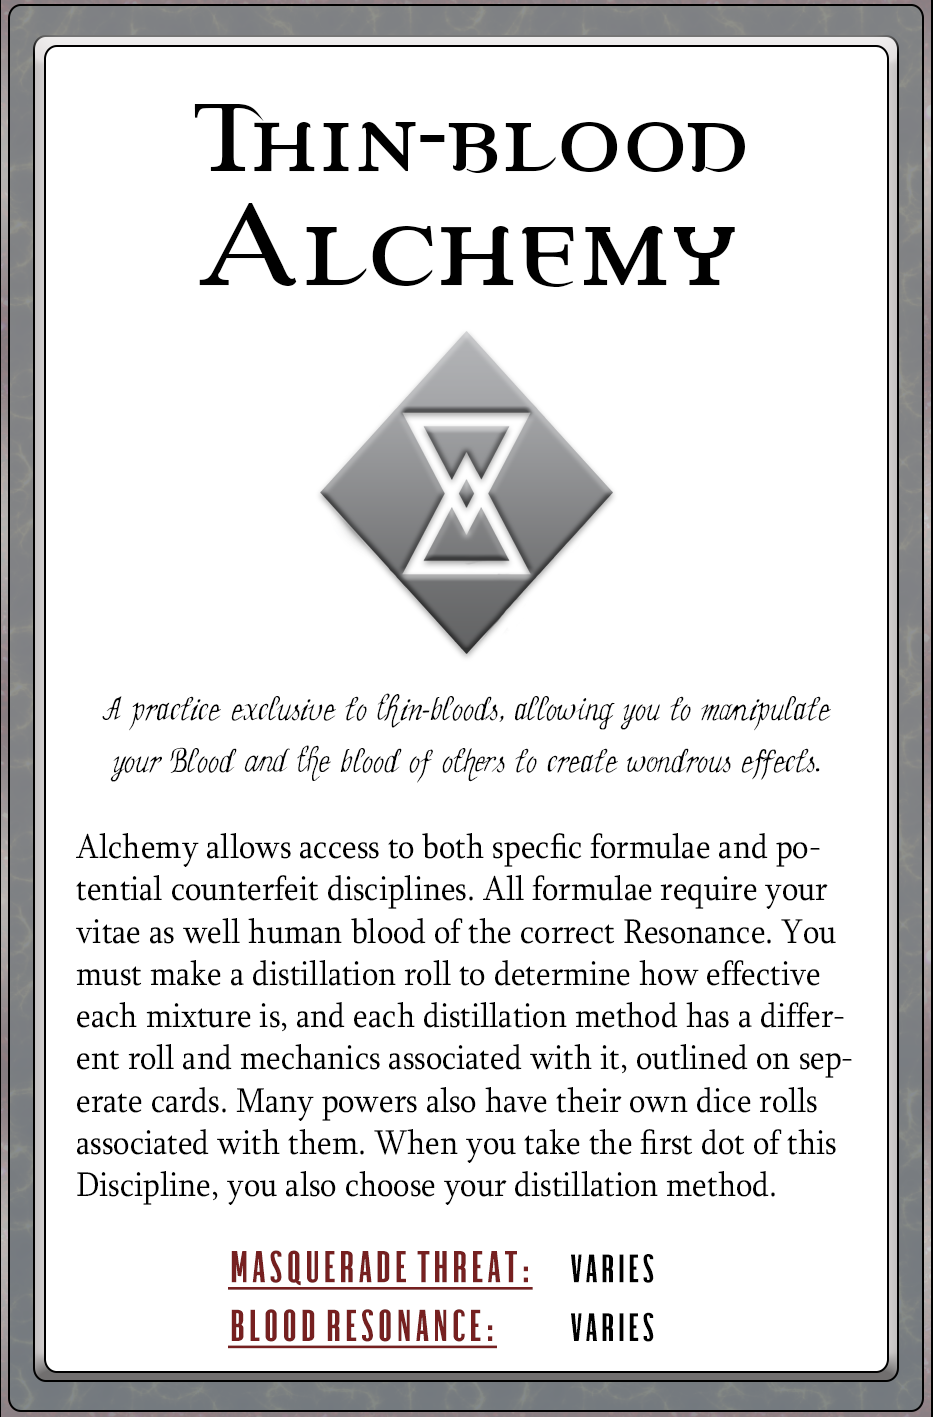 Thin-blood
Alchemy
A practice exclusive to thin-bloods, allowing you to manipulate
your Blood and the blood of others to create wondrous effects.
Alchemy allows access to both specfic formulae and po-
tential counterfeit disciplines. All formulae require your
vitae as well human blood of the correct Resonance. You
must make a distillation roll to determine how effective
each mixture is, and each distillation method has a differ-
ent roll and mechanics associated with it, outlined on sep-
erate cards. Many powers also have their own dice rolls
associated with them. When you take the first dot of this
Discipline, you also choose your distillation method.
MASQUERADE THREAT: VARIES
BLOOD RESONANCE: VARIES